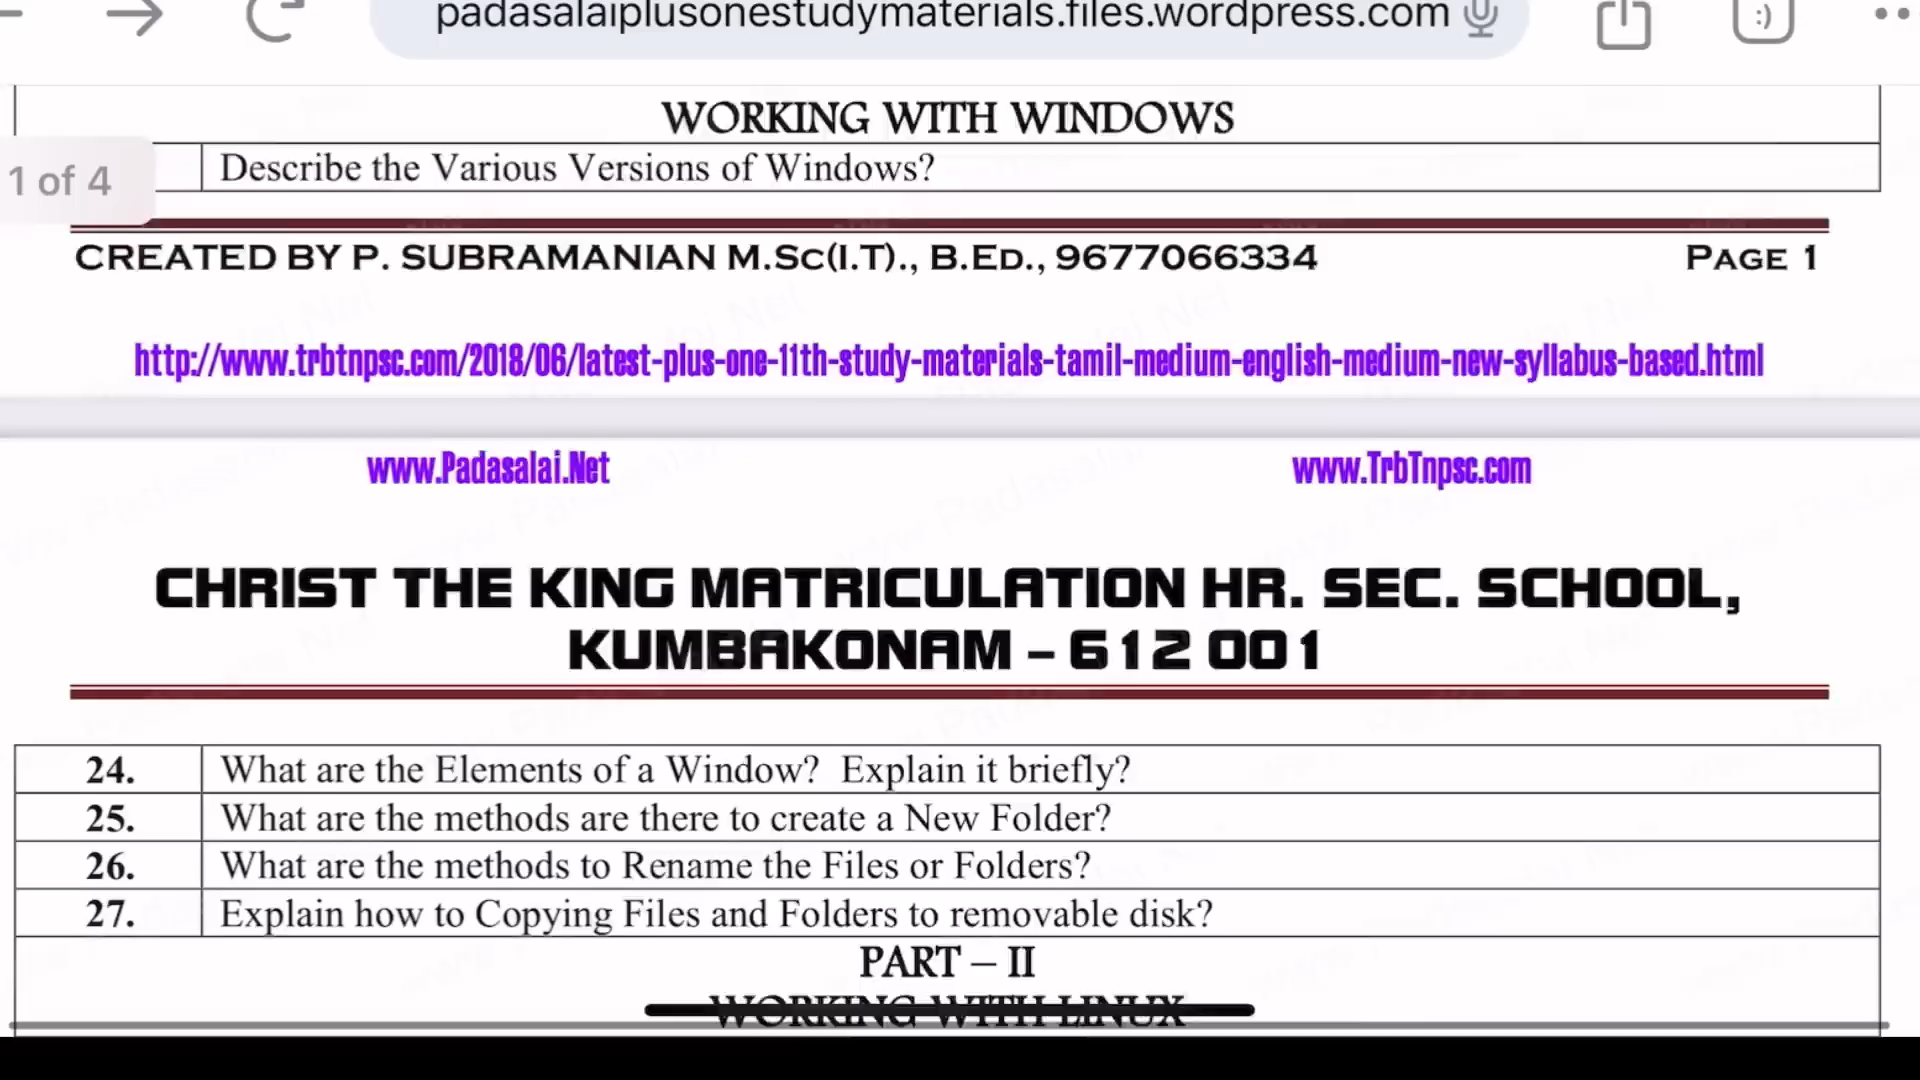 padasalaiplusonestudymaterials.files.wordpress.com
WORKING WITH WINDOWS
1 of 4
Describe the Various Versions of Windows?
CREATED BY P. SUBRAMANIAN M.Sc(I.T)., B.Ed., 9677066334 PAGE 1
http://www.trbtnpsc.com/2018/06/latest-plus-one-11th-study-materials-tamil-medium-english-medium-new-syllabus-based.html
www.Padasalai.Net www.TrbTnpsc.com
CHRIST THE KING MATRICULATION HR. SEC. SCHOOL,
KUMBAKONAM – 612 001
24. What are the Elements of a Window? Explain it briefly?
25. What are the methods are there to create a New Folder?
26. What are the methods to Rename the Files or Folders?
27. Explain how to Copying Files and Folders to removable disk?
PART – II
WORKING WITH LINUX